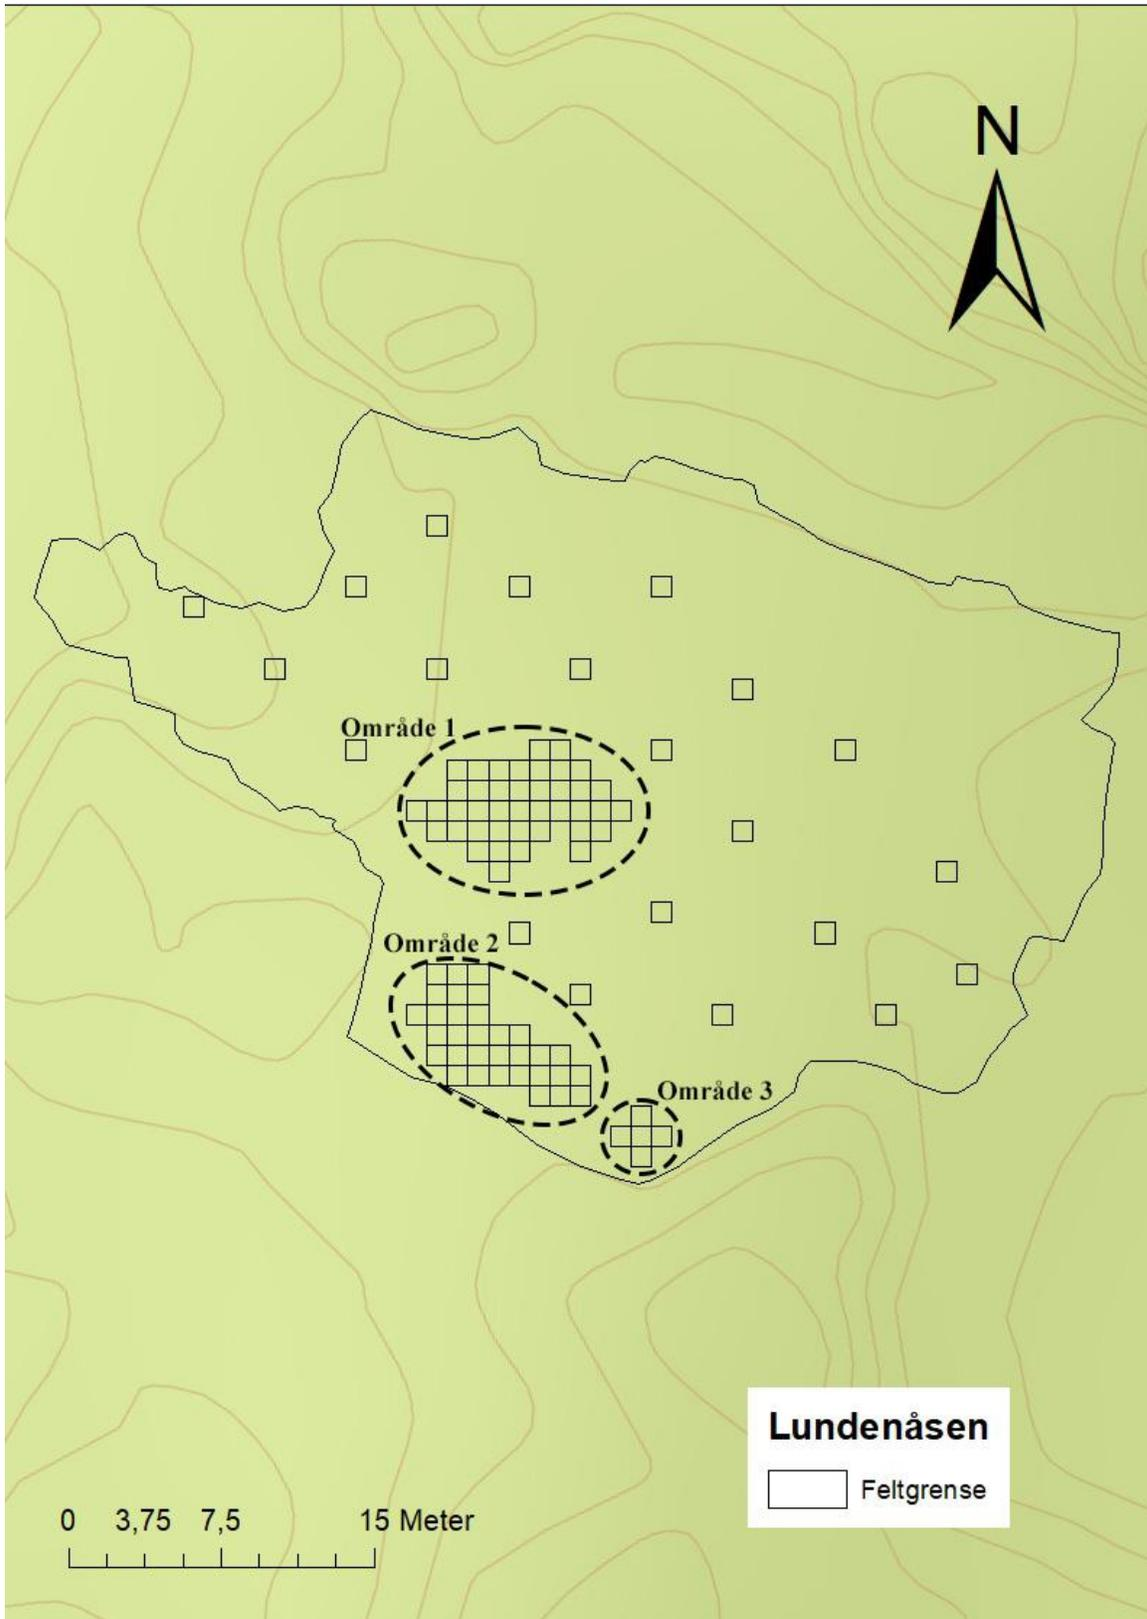 N
Område 1
Område 2
Område 3
Lundenåsen
Feltgrense
0 3,75 7,5 15 Meter